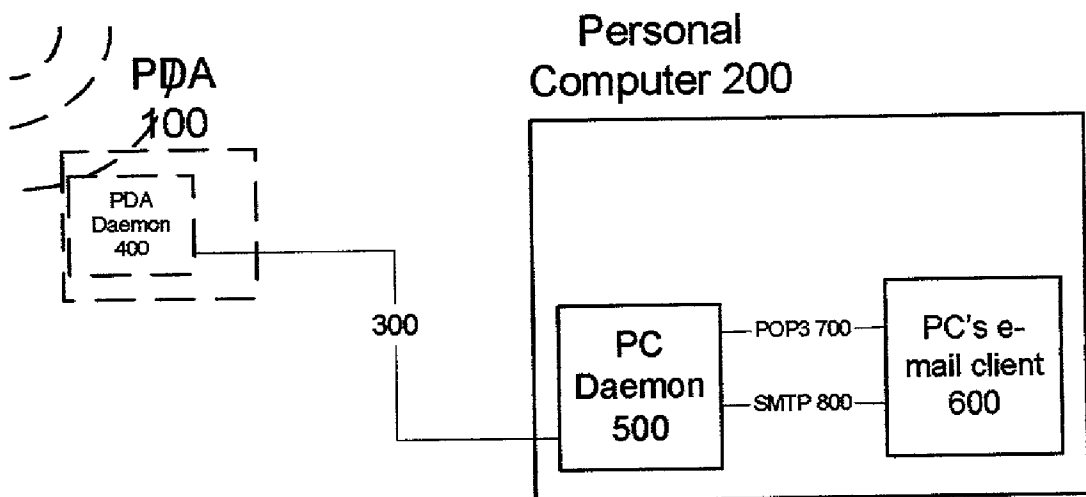 Personal
Computer 200
PDA
100
PDA
Daemon
400
300
PC
Daemon
500
POP3 700
SMTP 800
PC's e-
mail client
600